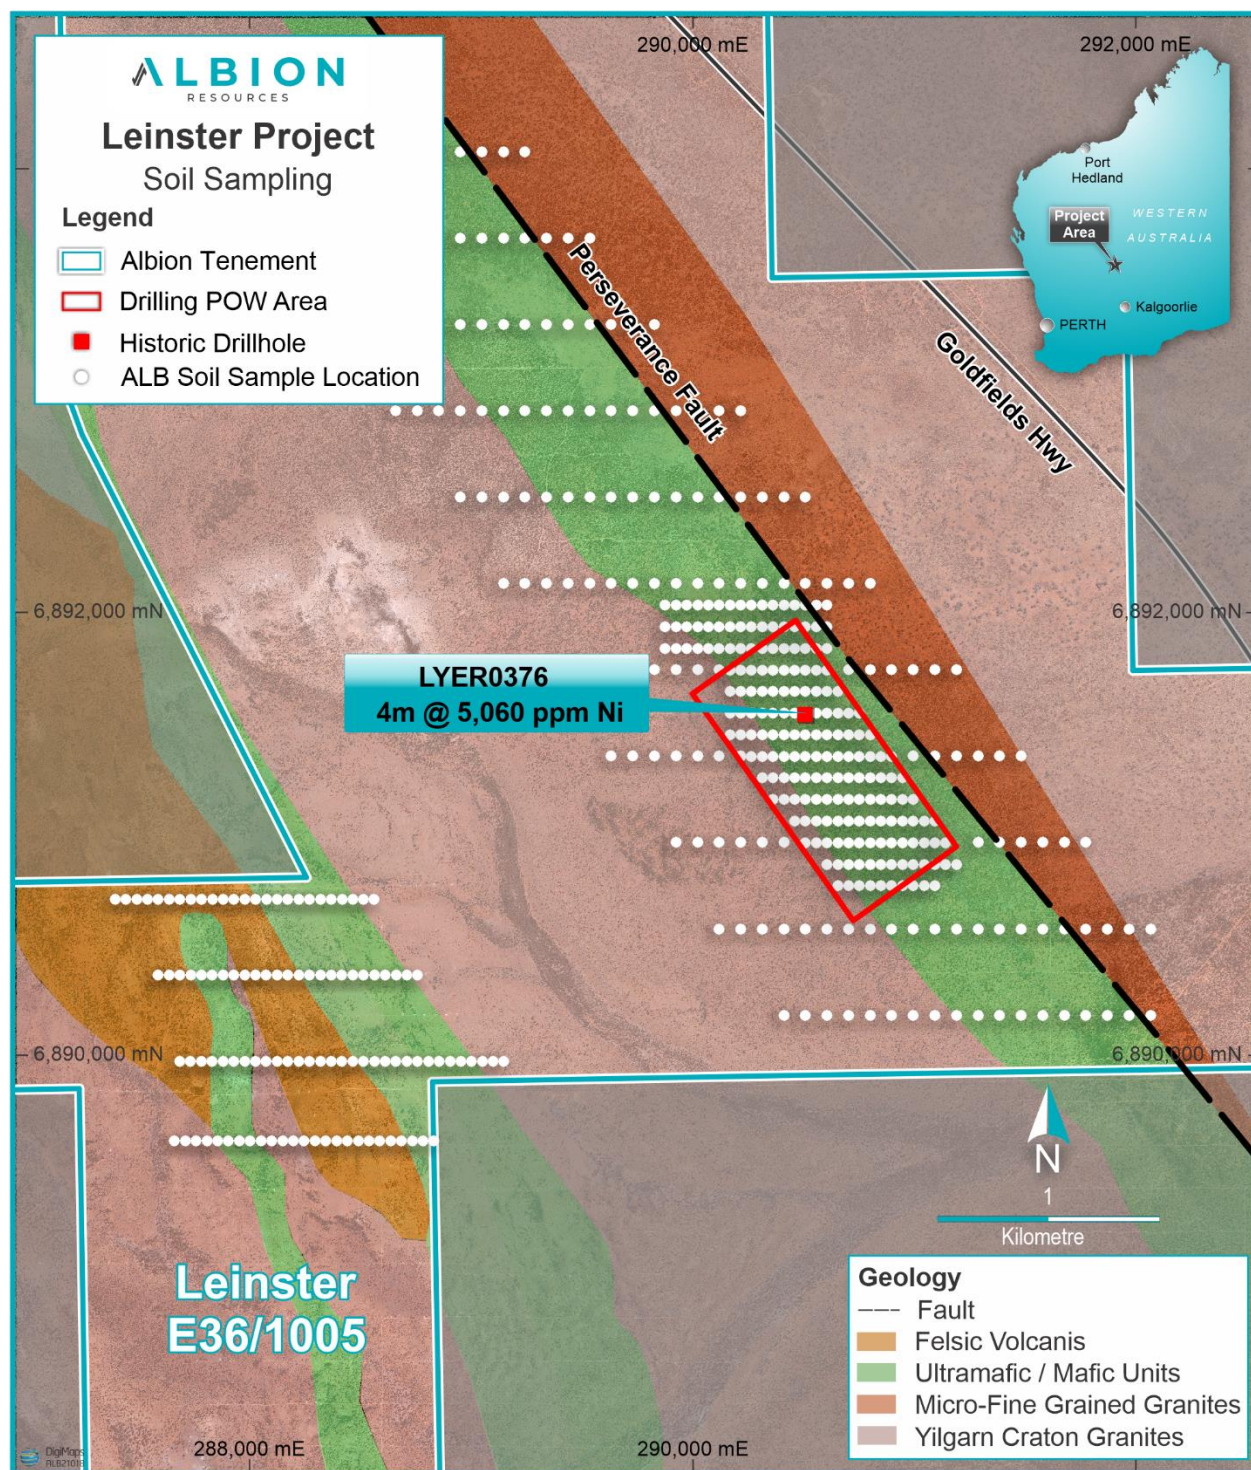 290,000 mE
292,000 mE
ALBION
RESOURCES
Leinster Project
Soil Sampling
Legend
Albion Tenement
Drilling POW Area
Historic Drillhole
ALB Soil Sample Location
Port
Hedland
Project
Area
WESTERN
AUSTRALIA
Kalgoorlie
PERTH
Perseverance Fault
Goldfields Hwy
6,892,000 mN
6,892,000 mN
LYER0376
4m @ 5,060 ppm Ni
6,890,000 mN
6,890,000 mN
N
1
Kilometre
Leinster
E36/1005
Geology
Fault
Felsic Volcanis
Ultramafic / Mafic Units
Micro-Fine Grained Granites
Yilgarn Craton Granites
DigiMaps
288,000 mE
290,000 mE